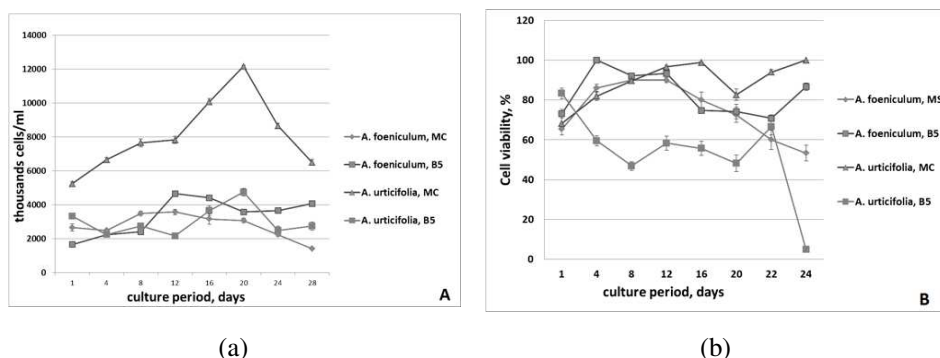 14000
12000
10000
8000
6000
4000
2000
0
thousands cells/ml
1 4 8 12 16 20 24 28
culture period, days
A. foeniculum, MC
A. foeniculum, B5
A. urticifolia, MC
A. urticifolia, B5
A
120
100
80
60
40
20
0
Cell viability, %
1 4 8 12 16 20 22 24
culture period, days
A. foeniculum, MS
A. foeniculum, B5
A. urticifolia, MC
A. urticifolia, B5
B
(a)
(b)